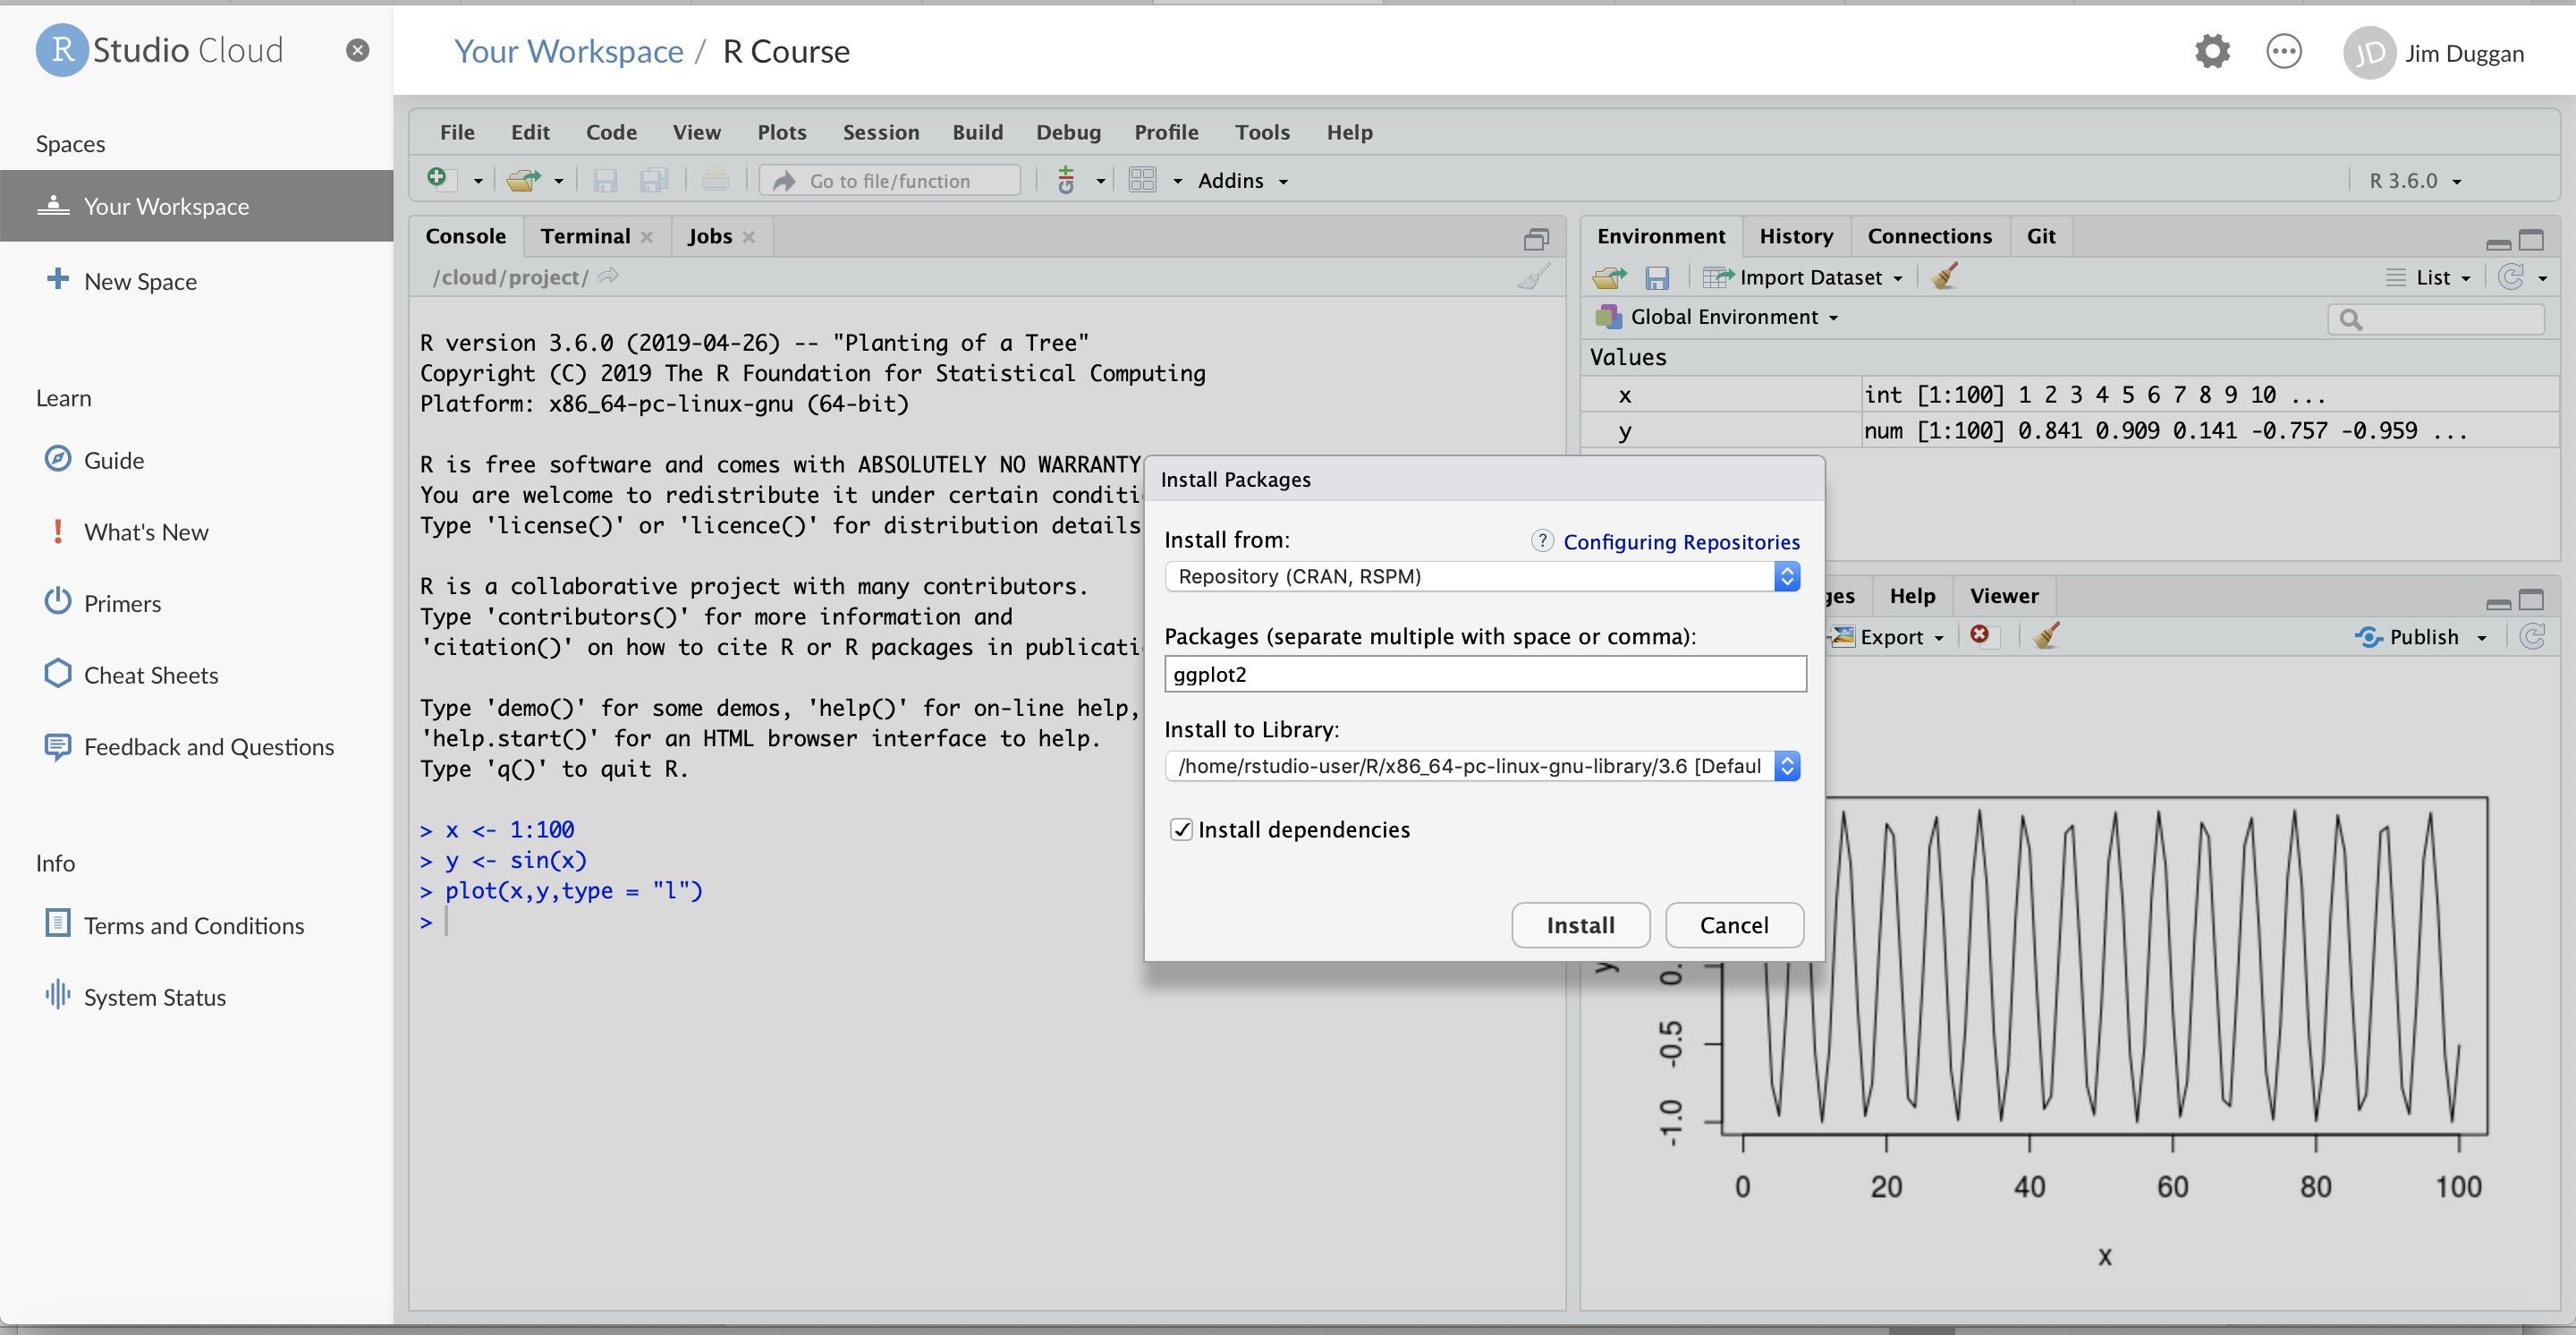 R Studio Cloud
Your Workspace / R Course
JD Jim Duggan
Spaces
Your Workspace
New Space
Learn
Guide
What's New
Primers
Cheat Sheets
Feedback and Questions
Info
Terms and Conditions
System Status
File Edit Code View Plots Session Build Debug Profile Tools Help
Go to file/function Addins R 3.6.0
Console Terminal Jobs
/cloud/project/
R version 3.6.0 (2019-04-26) -- "Planting of a Tree"
Copyright (C) 2019 The R Foundation for Statistical Computing
Platform: x86_64-pc-linux-gnu (64-bit)
R is free software and comes with ABSOLUTELY NO WARRANTY
You are welcome to redistribute it under certain conditi
Type 'license()' or 'licence()' for distribution details
R is a collaborative project with many contributors.
Type 'contributors()' for more information and
'citation()' on how to cite R or R packages in publicati
Type 'demo()' for some demos, 'help()' for on-line help,
'help.start()' for an HTML browser interface to help.
Type 'q()' to quit R.
> x <- 1:100
> y <- sin(x)
> plot(x,y,type = "l")
>
Environment History Connections Git
Import Dataset List
Global Environment
Values
x int [1:100] 1 2 3 4 5 6 7 8 9 10 ...
y num [1:100] 0.841 0.909 0.141 -0.757 -0.959 ...
Install Packages
Install from: ? Configuring Repositories
Repository (CRAN, RSPM)
Packages (separate multiple with space or comma):
ggplot2
Install to Library:
/home/rstudio-user/R/x86_64-pc-linux-gnu-library/3.6 [Defaul
Install dependencies
Install Cancel
ges Help Viewer
Export Publish
y
0.
-0.5
-1.0
0 20 40 60 80 100
x